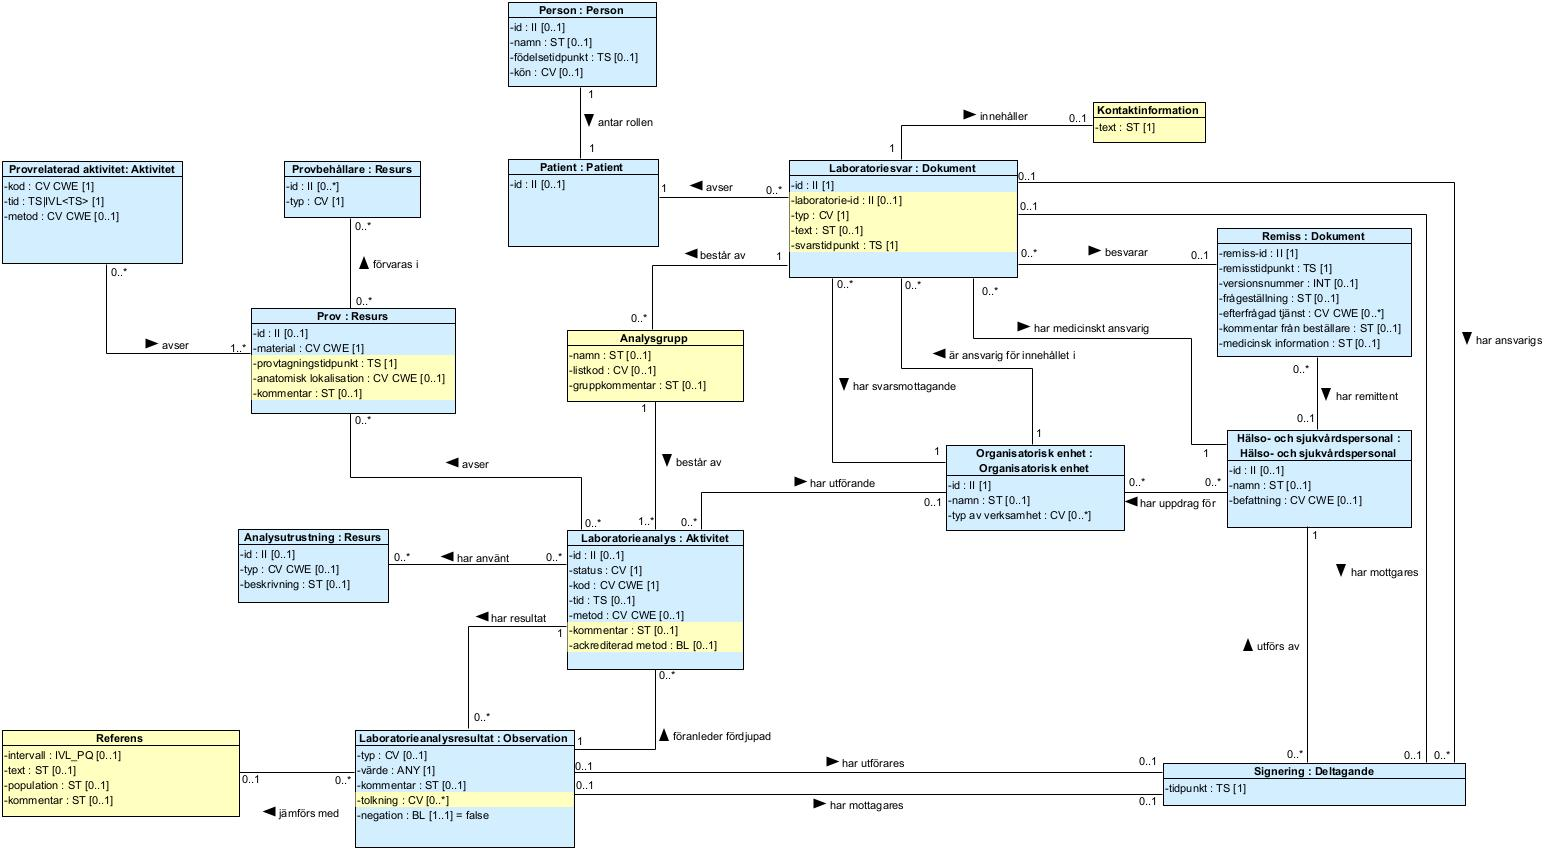 Person : Person
-id : II [0..1]
-namn : ST [0..1]
-födelsetidpunkt : TS [0..1]
-kön : CV [0..1]
1
antar rollen
1
Kontaktinformation
-text : ST [1]
innehåller
0..1
1
Provrelaterad aktivitet: Aktivitet
-kod : CV CWE [1]
-tid : TS|IVL<TS> [1]
-metod : CV CWE [0..1]
0..*
avser
1..*
Provbehållare : Resurs
-id : II [0..*]
-typ : CV [1]
0..*
förvaras i
0..*
Patient : Patient
-id : II [0..1]
1
avser
0..*
Laboratoriesvar : Dokument
-id : II [1]
-laboratorie-id : II [0..1]
-typ : CV [1]
-text : ST [0..1]
-svarstidpunkt : TS [1]
0..1
0..1
består av
1
0..*
0..*
besvarar
0..1
Remiss : Dokument
-remiss-id : II [1]
-remisstidpunkt : TS [1]
-versionsnummer : INT [0..1]
-frågeställning : ST [0..1]
-efterfrågad tjänst : CV CWE [0..*]
-kommentar från beställare : ST [0..1]
-medicinsk information : ST [0..1]
0..*
0..*
0..*
har medicinskt ansvarig
har ansvarigs
är ansvarig för innehållet i
har svarsmottagande
0..*
har remittent
0..1
Prov : Resurs
-id : II [0..1]
-material : CV CWE [1]
-provtagningstidpunkt : TS [1]
-anatomisk lokalisation : CV CWE [0..1]
-kommentar : ST [0..1]
0..*
avser
0..*
Analysgrupp
-namn : ST [0..1]
-listkod : CV [0..1]
-gruppkommentar : ST [0..1]
1
består av
1..*
0..*
har utförande
0..1
1
1
Organisatorisk enhet :
Organisatorisk enhet
-id : II [1]
-namn : ST [0..1]
-typ av verksamhet : CV [0..*]
0..*
0..*
har uppdrag för
1
Hälso- och sjukvårdspersonal :
Hälso- och sjukvårdspersonal
-id : II [0..1]
-namn : ST [0..1]
-befattning : CV CWE [0..1]
1
har mottgares
utförs av
Analysutrustning : Resurs
-id : II [0..1]
-typ : CV CWE [0..1]
-beskrivning : ST [0..1]
0..*
har använt
0..*
Laboratorieanalys : Aktivitet
-id : II [0..1]
-status : CV [1]
-kod : CV CWE [1]
-tid : TS [0..1]
-metod : CV CWE [0..1]
-kommentar : ST [0..1]
-ackrediterad metod : BL [0..1]
har resultat
1
0..*
0..*
föranleder fördjupad
1
Referens
-intervall : IVL_PQ [0..1]
-text : ST [0..1]
-population : ST [0..1]
-kommentar : ST [0..1]
0..1
0..*
jämförs med
Laboratorieanalysresultat : Observation
-typ : CV [0..1]
-värde : ANY [1]
-kommentar : ST [0..1]
-tolkning : CV [0..*]
-negation : BL [1..1] = false
0..1
har utförares
0..1
0..1
har mottagares
0..1
0..*
0..1
0..*
Signering : Deltagande
-tidpunkt : TS [1]